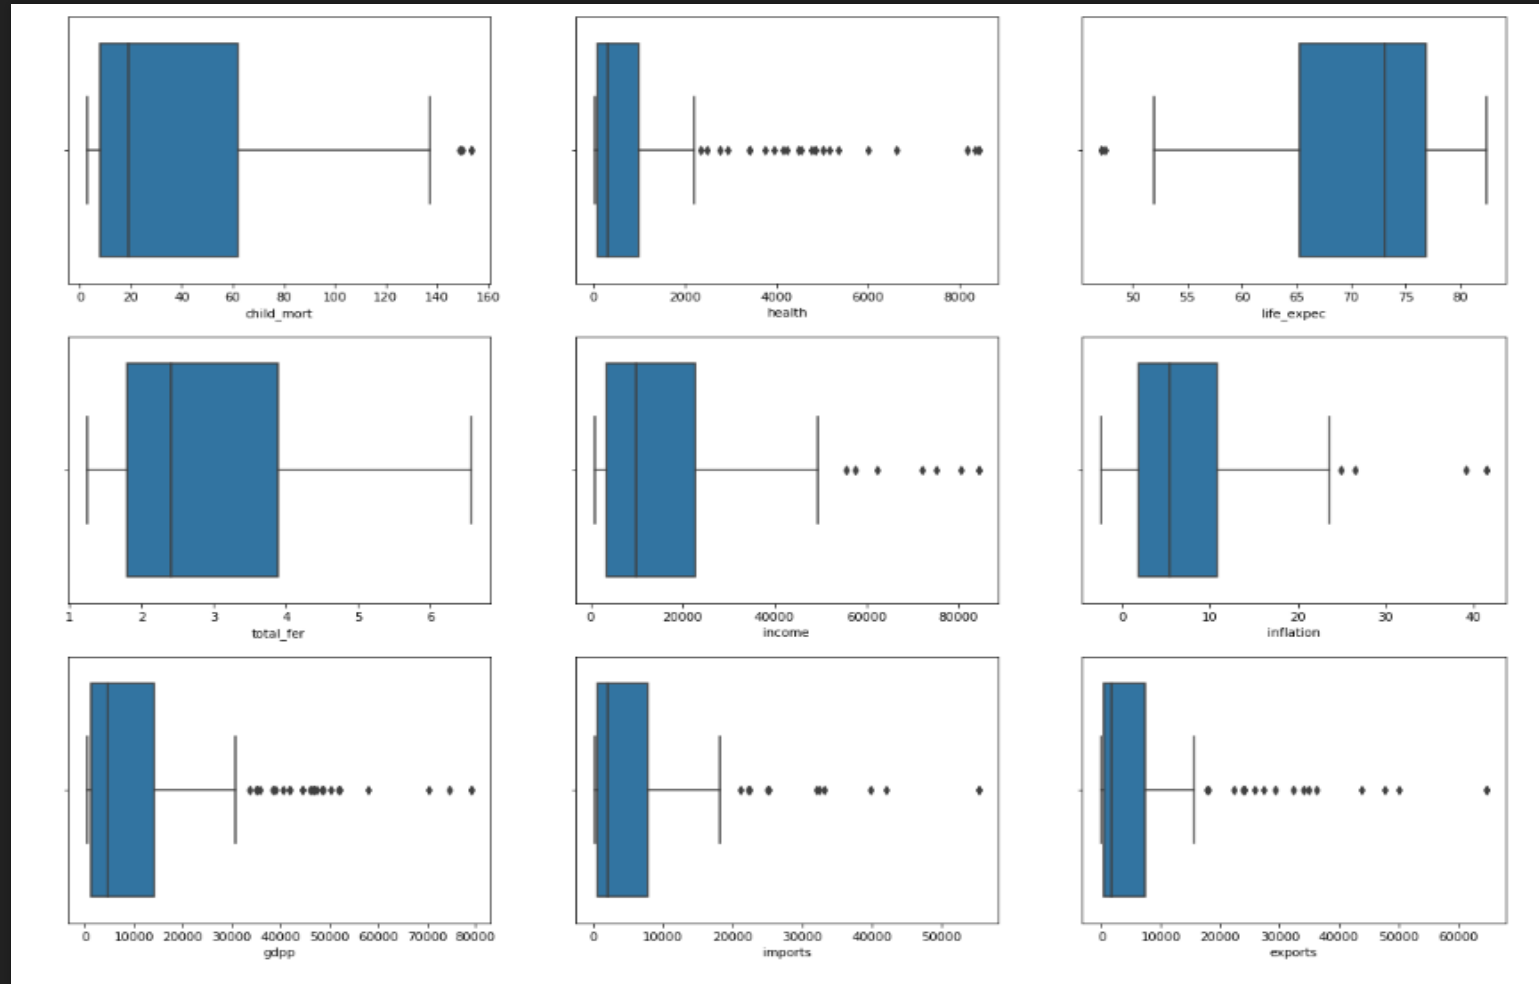 0 20 40 60 80 100 120 140 160
child_mort
0 2000 4000 6000 8000
health
50 55 60 65 70 75 80
life_expec
1 2 3 4 5 6
total_fer
0 20000 40000 60000 80000
income
0 10 20 30 40
inflation
0 10000 20000 30000 40000 50000 60000 70000 80000
gdpp
0 10000 20000 30000 40000 50000
imports
0 10000 20000 30000 40000 50000 60000
exports